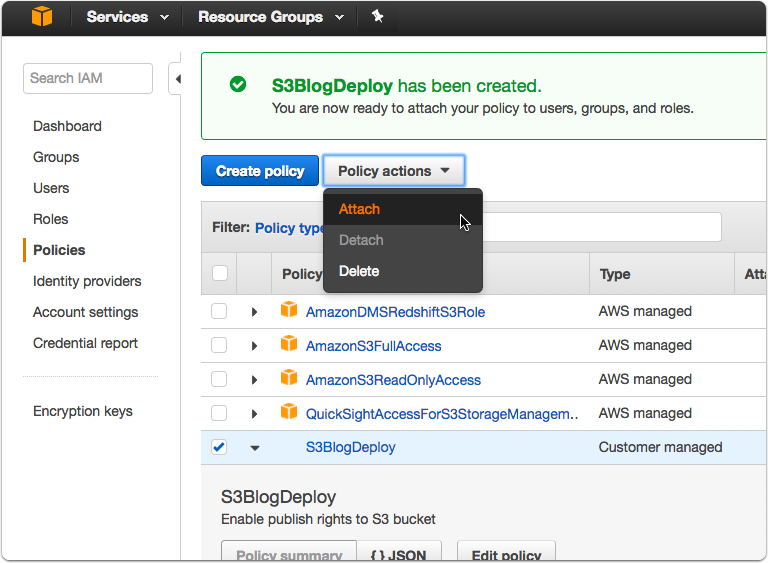 Services Resource Groups
Search IAM
Dashboard
Groups
Users
Roles
Policies
Identity providers
Account settings
Credential report
Encryption keys
S3BlogDeploy has been created.
You are now ready to attach your policy to users, groups, and roles.
Create policy Policy actions
Attach
Detach
Delete
Filter: Policy type
Policy Type
AmazonDMSRedshiftS3Role AWS managed
AmazonS3FullAccess AWS managed
AmazonS3ReadOnlyAccess AWS managed
QuickSightAccessForS3StorageManagem.. AWS managed
S3BlogDeploy Customer managed
S3BlogDeploy
Enable publish rights to S3 bucket
Policy summary { } JSON Edit policy